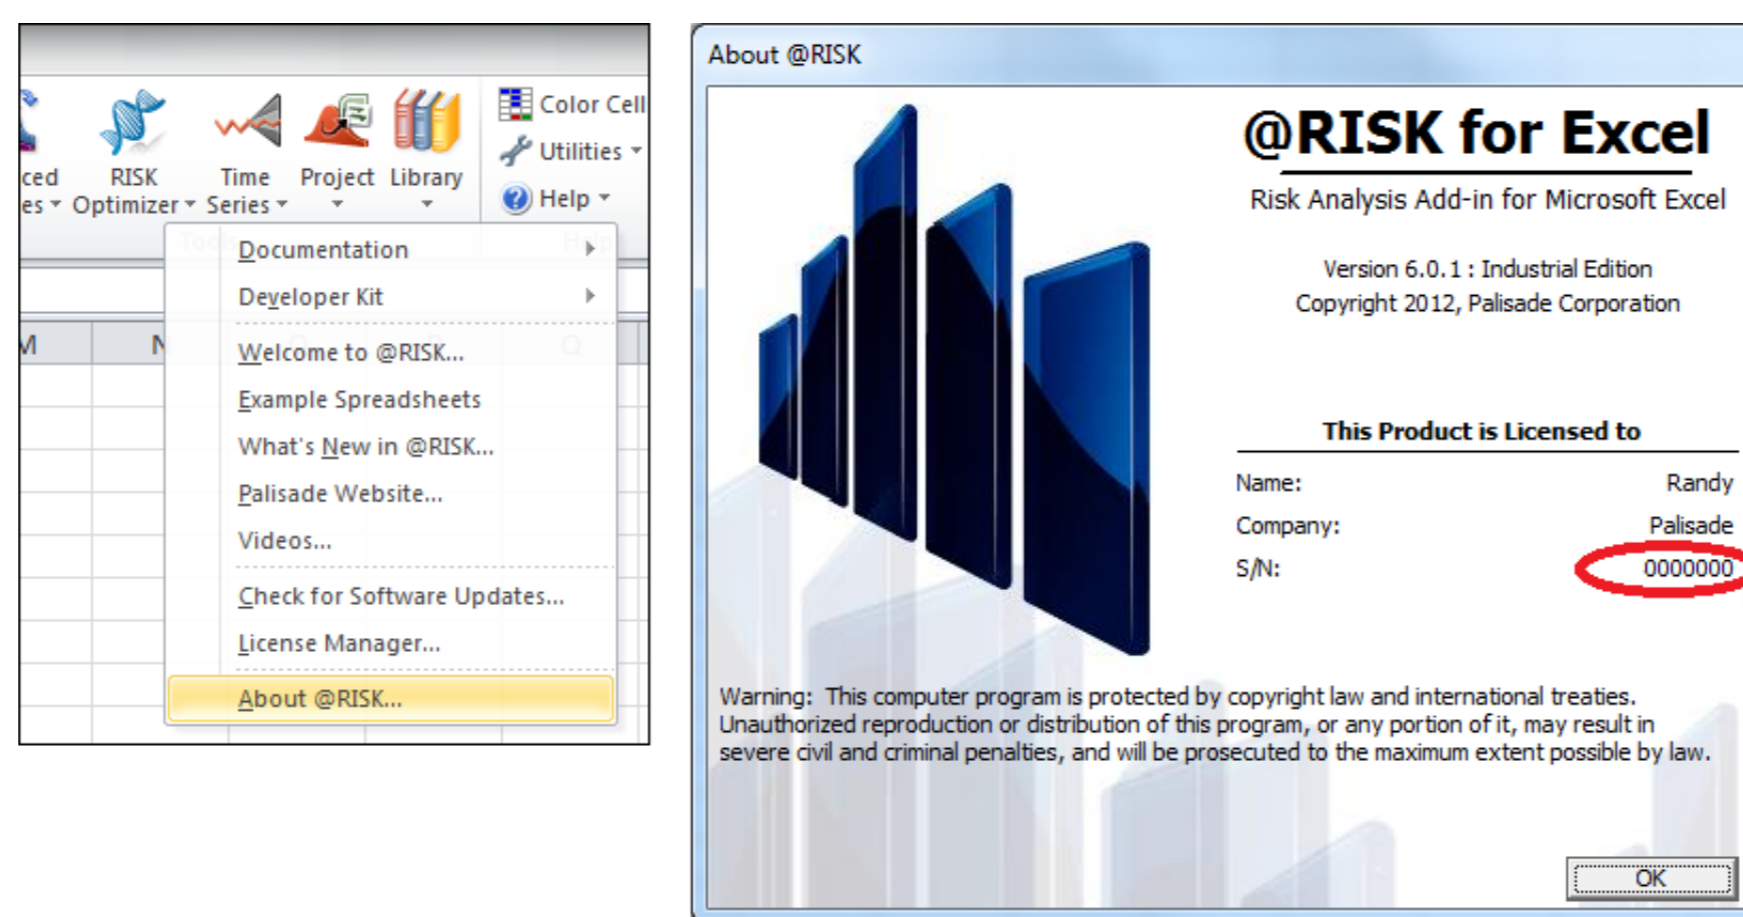 Color Cell
Utilities
Help
ced
es
RISK
Optimizer
Time
Series
Project
Library
Tools
Help
Documentation
Developer Kit
M
N
Q
Welcome to @RISK...
Example Spreadsheets
What's New in @RISK...
Palisade Website...
Videos...
Check for Software Updates...
License Manager...
About @RISK...
About @RISK
@RISK for Excel
Risk Analysis Add-in for Microsoft Excel
Version 6.0.1 : Industrial Edition
Copyright 2012, Palisade Corporation
This Product is Licensed to
Name: Randy
Company: Palisade
S/N: 0000000
Warning: This computer program is protected by copyright law and international treaties.
Unauthorized reproduction or distribution of this program, or any portion of it, may result in
severe civil and criminal penalties, and will be prosecuted to the maximum extent possible by law.
OK